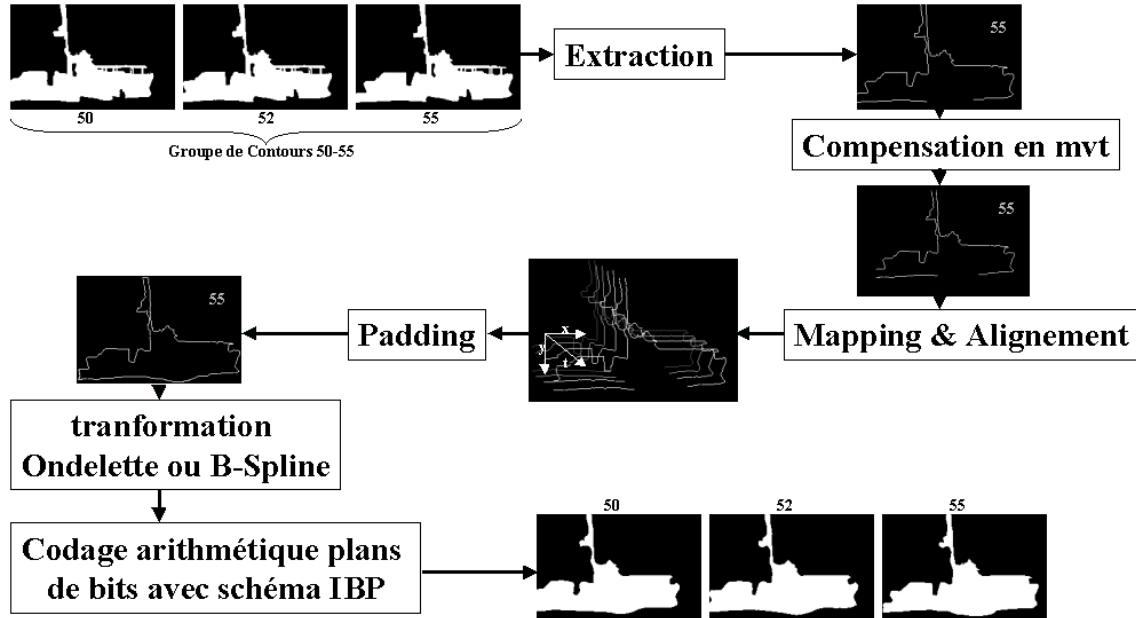 50
52
55
Groupe de Contours 50-55
Extraction
55
Compensation en mvt
55
Mapping & Alignement
x
y
t
Padding
55
tranformation
Ondelette ou B-Spline
Codage arithmétique plans
de bits avec schéma IBP
50
52
55